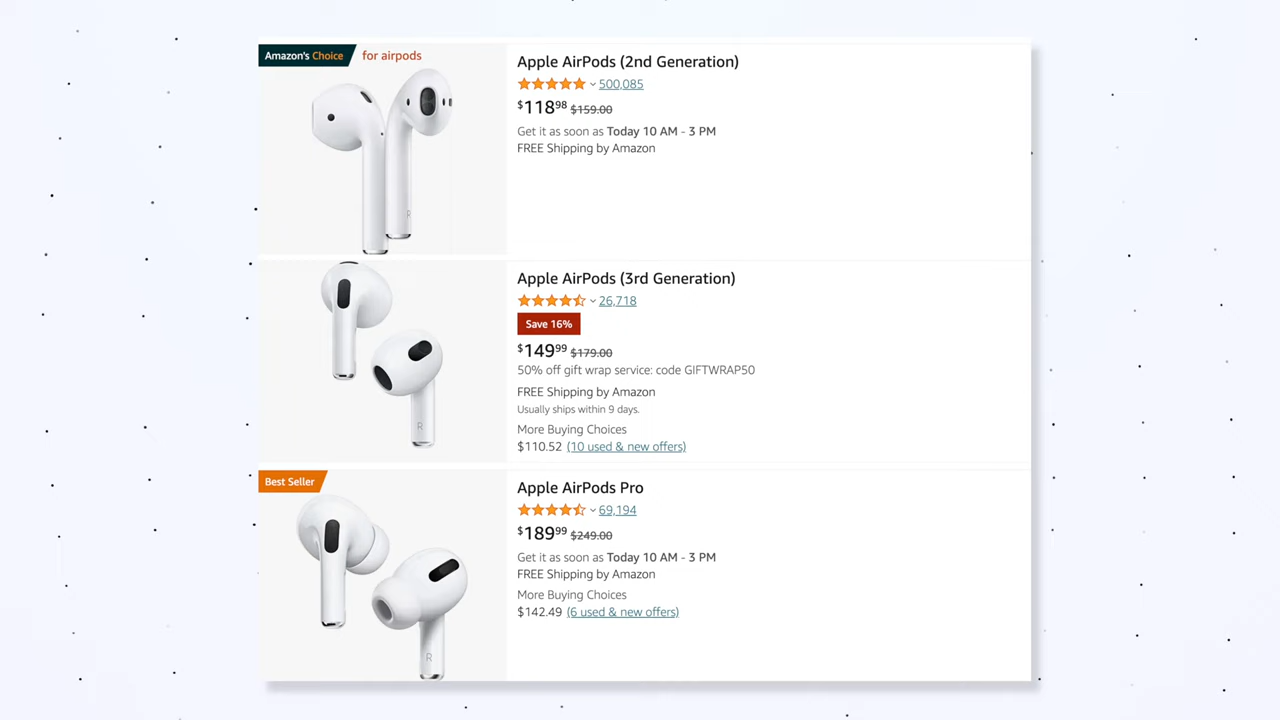 Amazon's Choice for airpods
Apple AirPods (2nd Generation)
500,085
$118 98 $159.00
Get it as soon as Today 10 AM - 3 PM
FREE Shipping by Amazon
R
Apple AirPods (3rd Generation)
26,718
Save 16%
$149 99 $179.00
50% off gift wrap service: code GIFTWRAP50
FREE Shipping by Amazon
Usually ships within 9 days.
More Buying Choices
$110.52 (10 used & new offers)
R
Best Seller
Apple AirPods Pro
69,194
$189 99 $249.00
Get it as soon as Today 10 AM - 3 PM
FREE Shipping by Amazon
More Buying Choices
$142.49 (6 used & new offers)
R